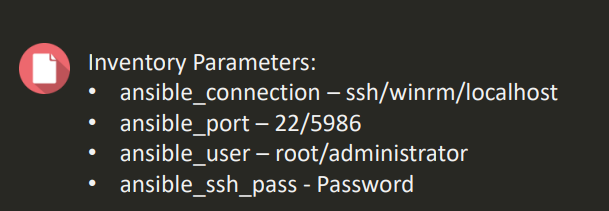 Inventory Parameters:
• ansible_connection – ssh/winrm/localhost
• ansible_port – 22/5986
• ansible_user – root/administrator
• ansible_ssh_pass - Password